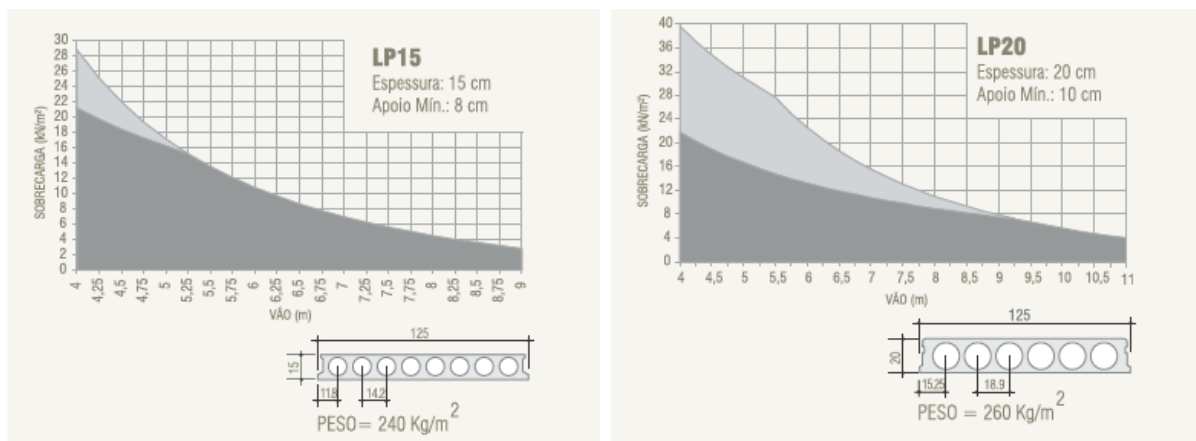 LP15
Espessura: 15 cm
Apoio Mín.: 8 cm
SOBRECARGA (kN/m²)
30
28
26
24
22
20
18
16
14
12
10
8
6
4
2
0
4 4,25 4,5 4,75 5 5,25 5,5 5,75 6 6,25 6,5 6,75 7 7,25 7,5 7,75 8 8,25 8,5 8,75 9
VÃO (m)
125
15
11.8 14.2
PESO= 240 Kg/m²
LP20
Espessura: 20 cm
Apoio Mín.: 10 cm
SOBRECARGA (kN/m²)
40
36
32
28
24
20
16
12
8
4
0
4 4,5 5 5,5 6 6,5 7 7,5 8 8,5 9 9,5 10 10,5 11
VÃO (m)
125
20
15.25 18.9
PESO = 260 Kg/m²